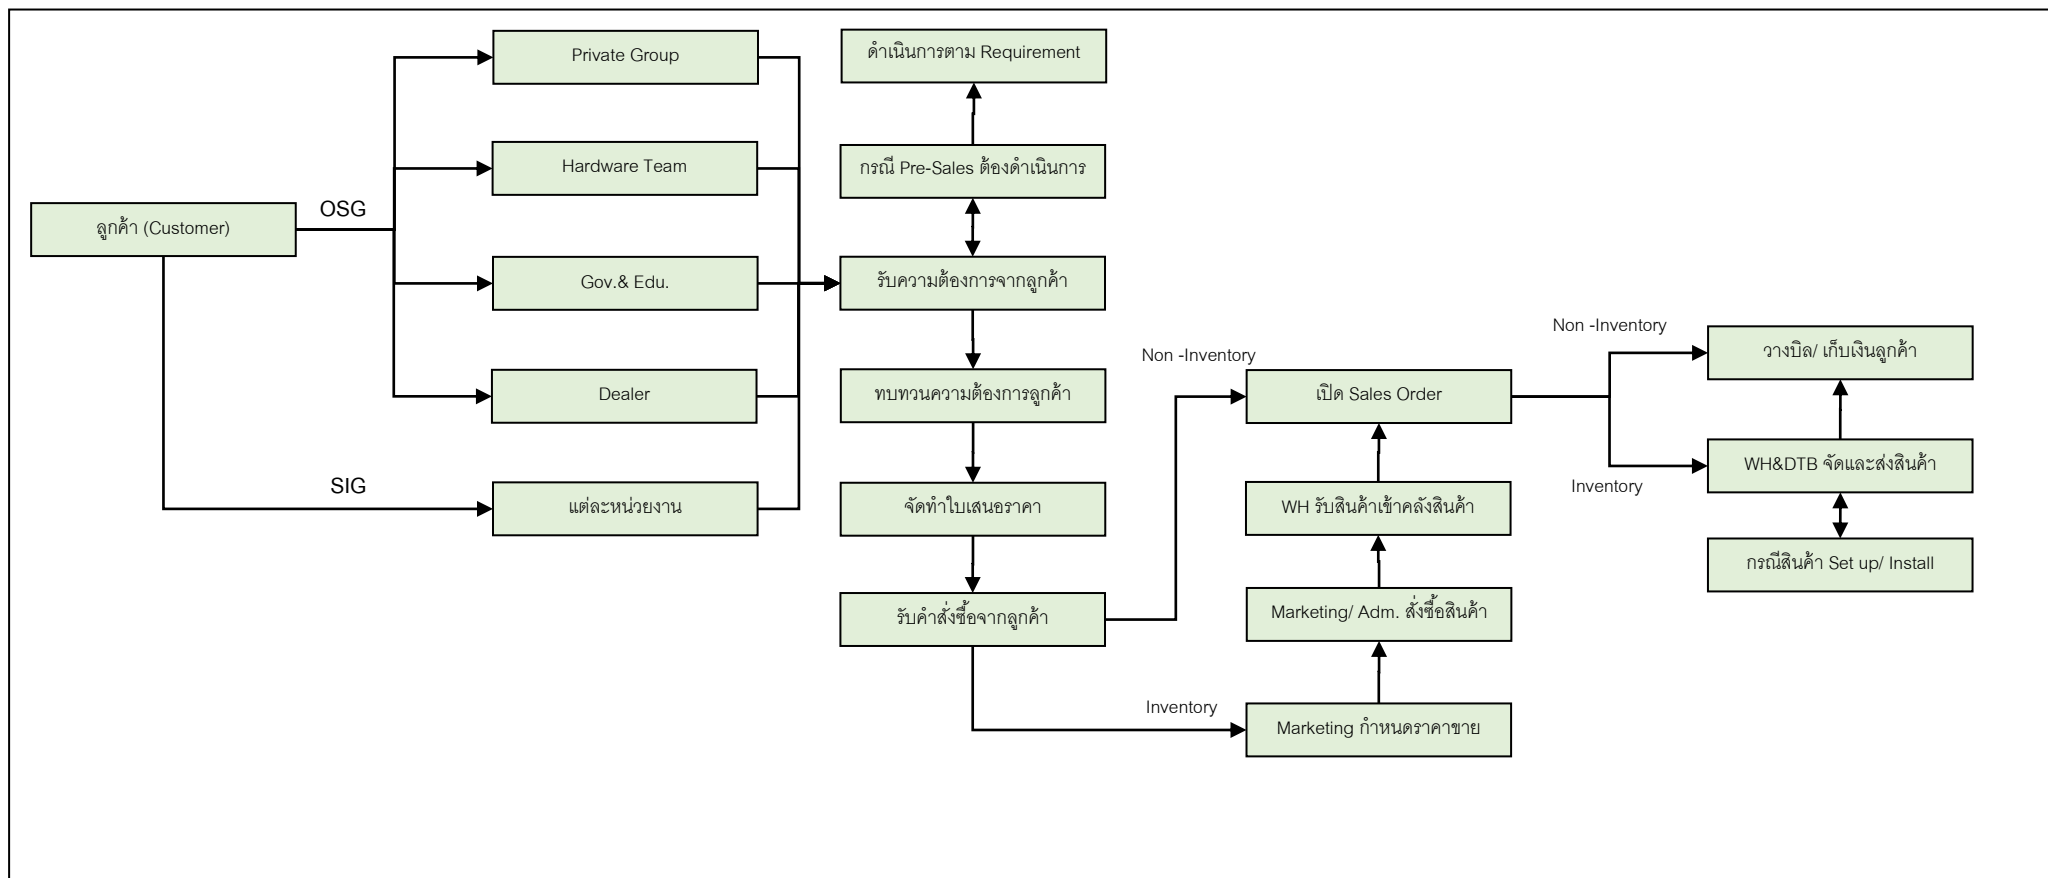 ลูกค้า (Customer)
OSG
SIG
Private Group
Hardware Team
Gov.& Edu.
Dealer
แต่ละหน่วยงาน
ดำเนินการตาม Requirement
กรณี Pre-Sales ต้องดำเนินการ
รับความต้องการจากลูกค้า
ทบทวนความต้องการลูกค้า
จัดทำใบเสนอราคา
รับคำสั่งซื้อจากลูกค้า
Non -Inventory
Inventory
เปิด Sales Order
WH รับสินค้าเข้าคลังสินค้า
Marketing/ Adm. สั่งซื้อสินค้า
Marketing กำหนดราคาขาย
Non -Inventory
Inventory
วางบิล/ เก็บเงินลูกค้า
WH&DTB จัดและส่งสินค้า
กรณีสินค้า Set up/ Install